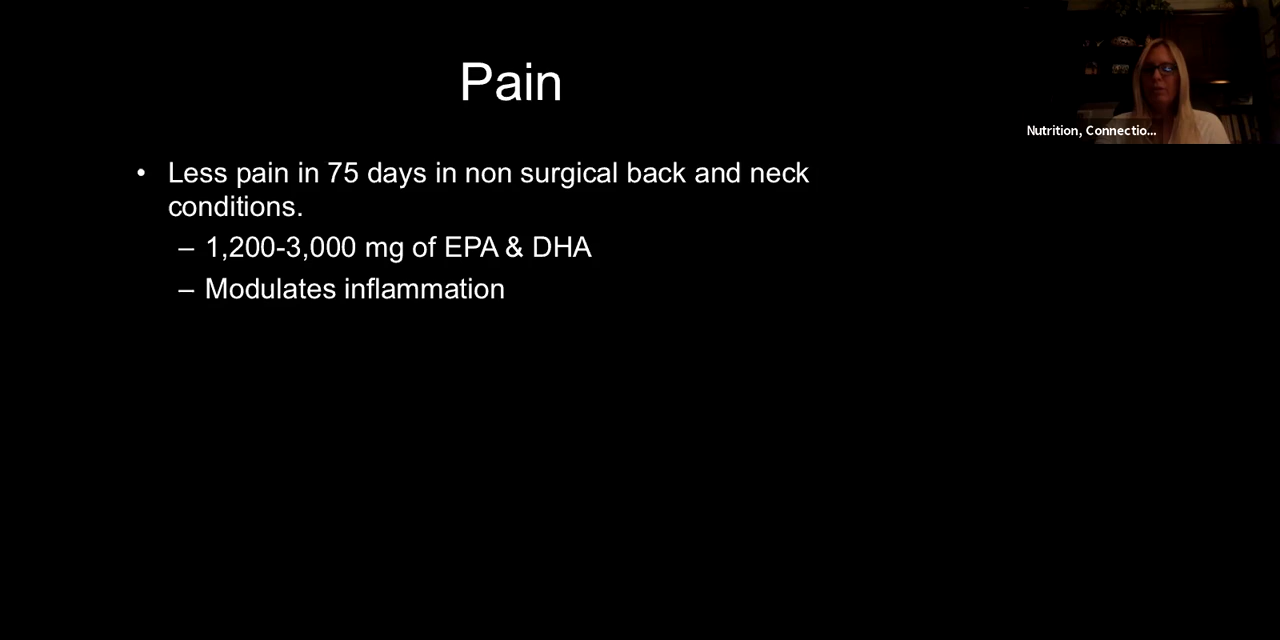 Pain
Nutrition, Connectio...
• Less pain in 75 days in non surgical back and neck
conditions.
– 1,200-3,000 mg of EPA & DHA
– Modulates inflammation